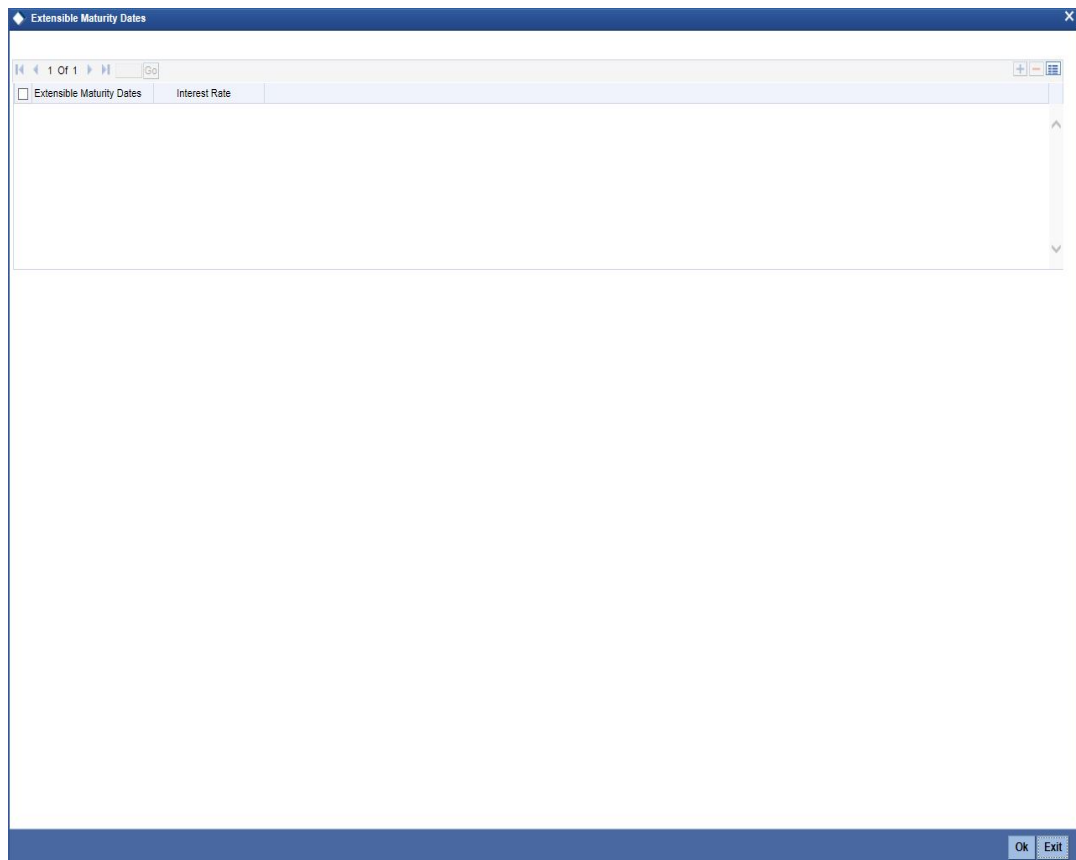 Extensible Maturity Dates X
1 Of 1 Go
Extensible Maturity Dates Interest Rate
Ok Exit